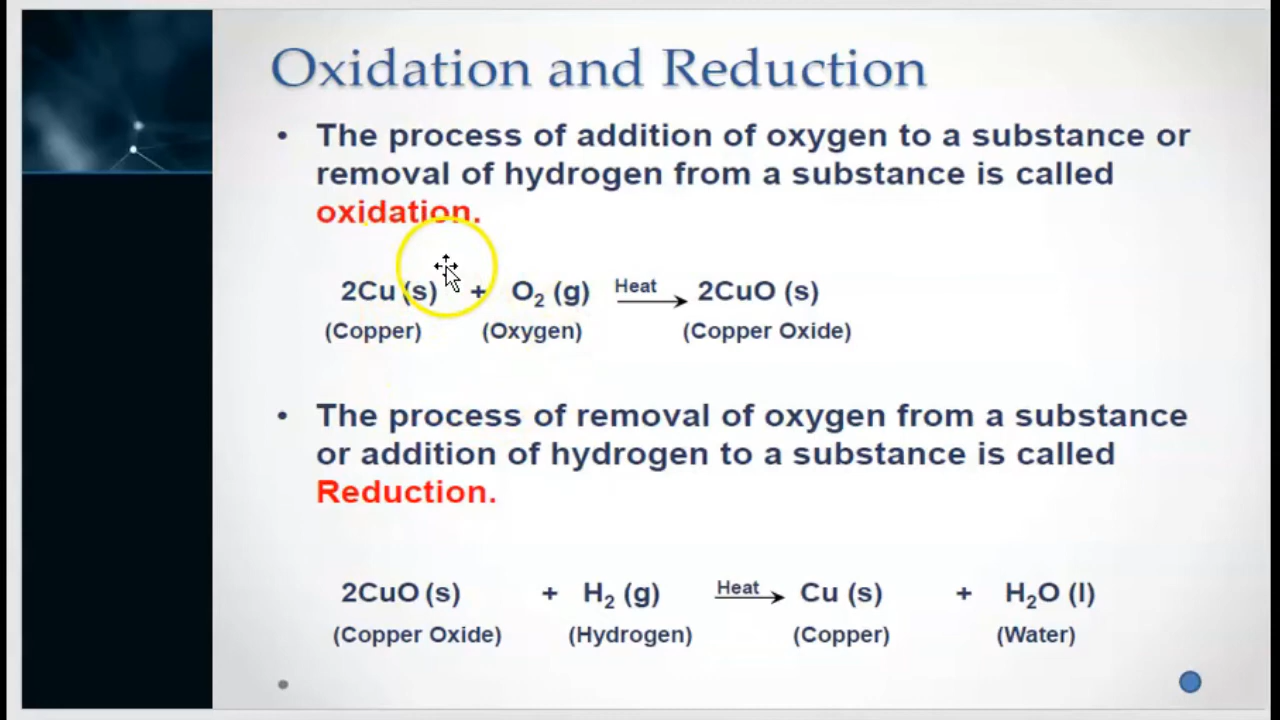 Oxidation and Reduction
• The process of addition of oxygen to a substance or
removal of hydrogen from a substance is called
oxidation.
2Cu (s) + O₂ (g) Heat 2CuO (s)
(Copper) (Oxygen) (Copper Oxide)
• The process of removal of oxygen from a substance
or addition of hydrogen to a substance is called
Reduction.
2CuO (s) + H₂ (g) Heat Cu (s) + H₂O (l)
(Copper Oxide) (Hydrogen) (Copper) (Water)